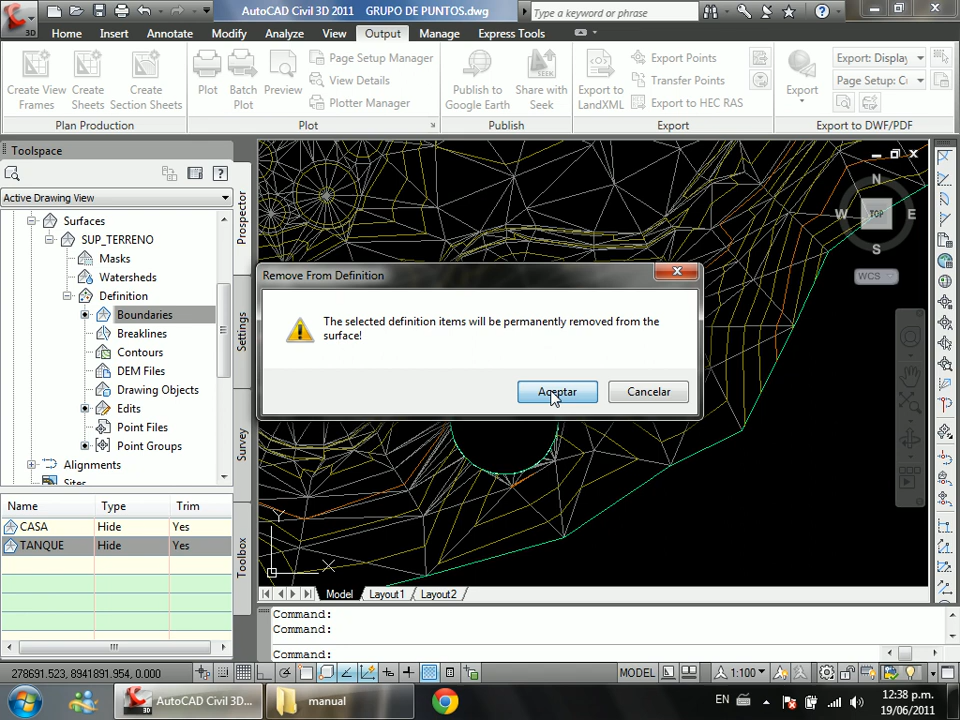 AutoCAD Civil 3D 2011 GRUPO DE PUNTOS.dwg
Type a keyword or phrase
3D
Home Insert Annotate Modify Analyze View Output Manage Express Tools
Create View Frames
Create Sheets
Create Section Sheets
Plan Production
Plot
Batch Plot
Preview
Page Setup Manager
View Details
Plotter Manager
Plot
Publish to Google Earth
Share with Seek
SEEK
Publish
Export to LandXML
Export Points
Transfer Points
Export to HEC RAS
Export
Export
Export: Display
Page Setup: C
Export to DWF/PDF
Toolspace
Active Drawing View
Surfaces
SUP_TERRENO
Masks
Watersheds
Definition
Boundaries
Breaklines
Contours
DEM Files
Drawing Objects
Edits
Point Files
Point Groups
Alignments
Sites
Prospector
Settings
Survey
Toolbox
Name Type Trim
CASA Hide Yes
TANQUE Hide Yes
Remove From Definition
The selected definition items will be permanently removed from the
surface!
Aceptar Cancelar
N
W TOP E
S
WCS
Y
X
Model Layout1 Layout2
Command:
Command:
Command:
278691.523, 8941891.954, 0.000
MODEL
1:100
AutoCAD Civil 3D...
manual
EN
12:38 p.m.
19/06/2011